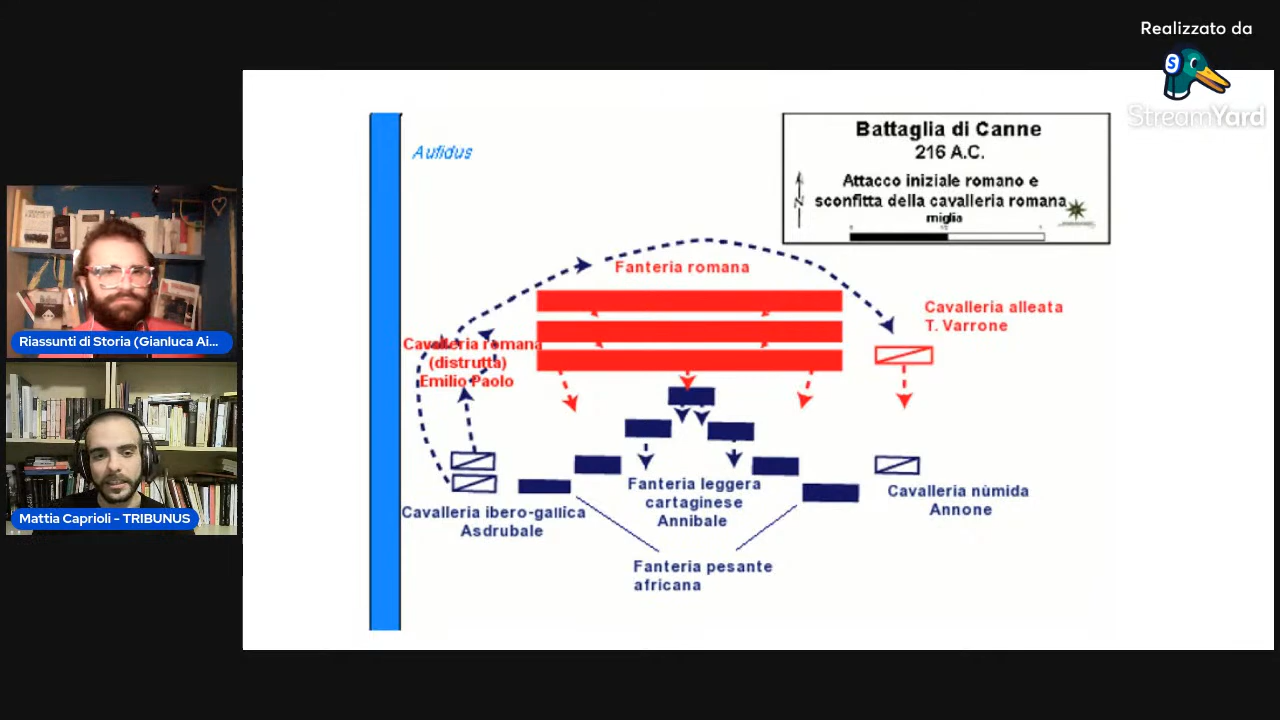 Realizzato da
StreamYard
Battaglia di Canne
216 A.C.
Attacco iniziale romano e
sconfitta della cavalleria romana
N
miglia
Aufidus
Fanteria romana
Cavalleria alleata
T. Varrone
Cavalleria romana
(distrutta)
Emilio Paolo
Fanteria leggera
cartaginese
Annibale
Cavalleria nùmida
Annone
Cavalleria ibero-gallica
Asdrubale
Fanteria pesante
africana
Riassunti di Storia (Gianluca Ai...
Mattia Caprioli - TRIBUNUS